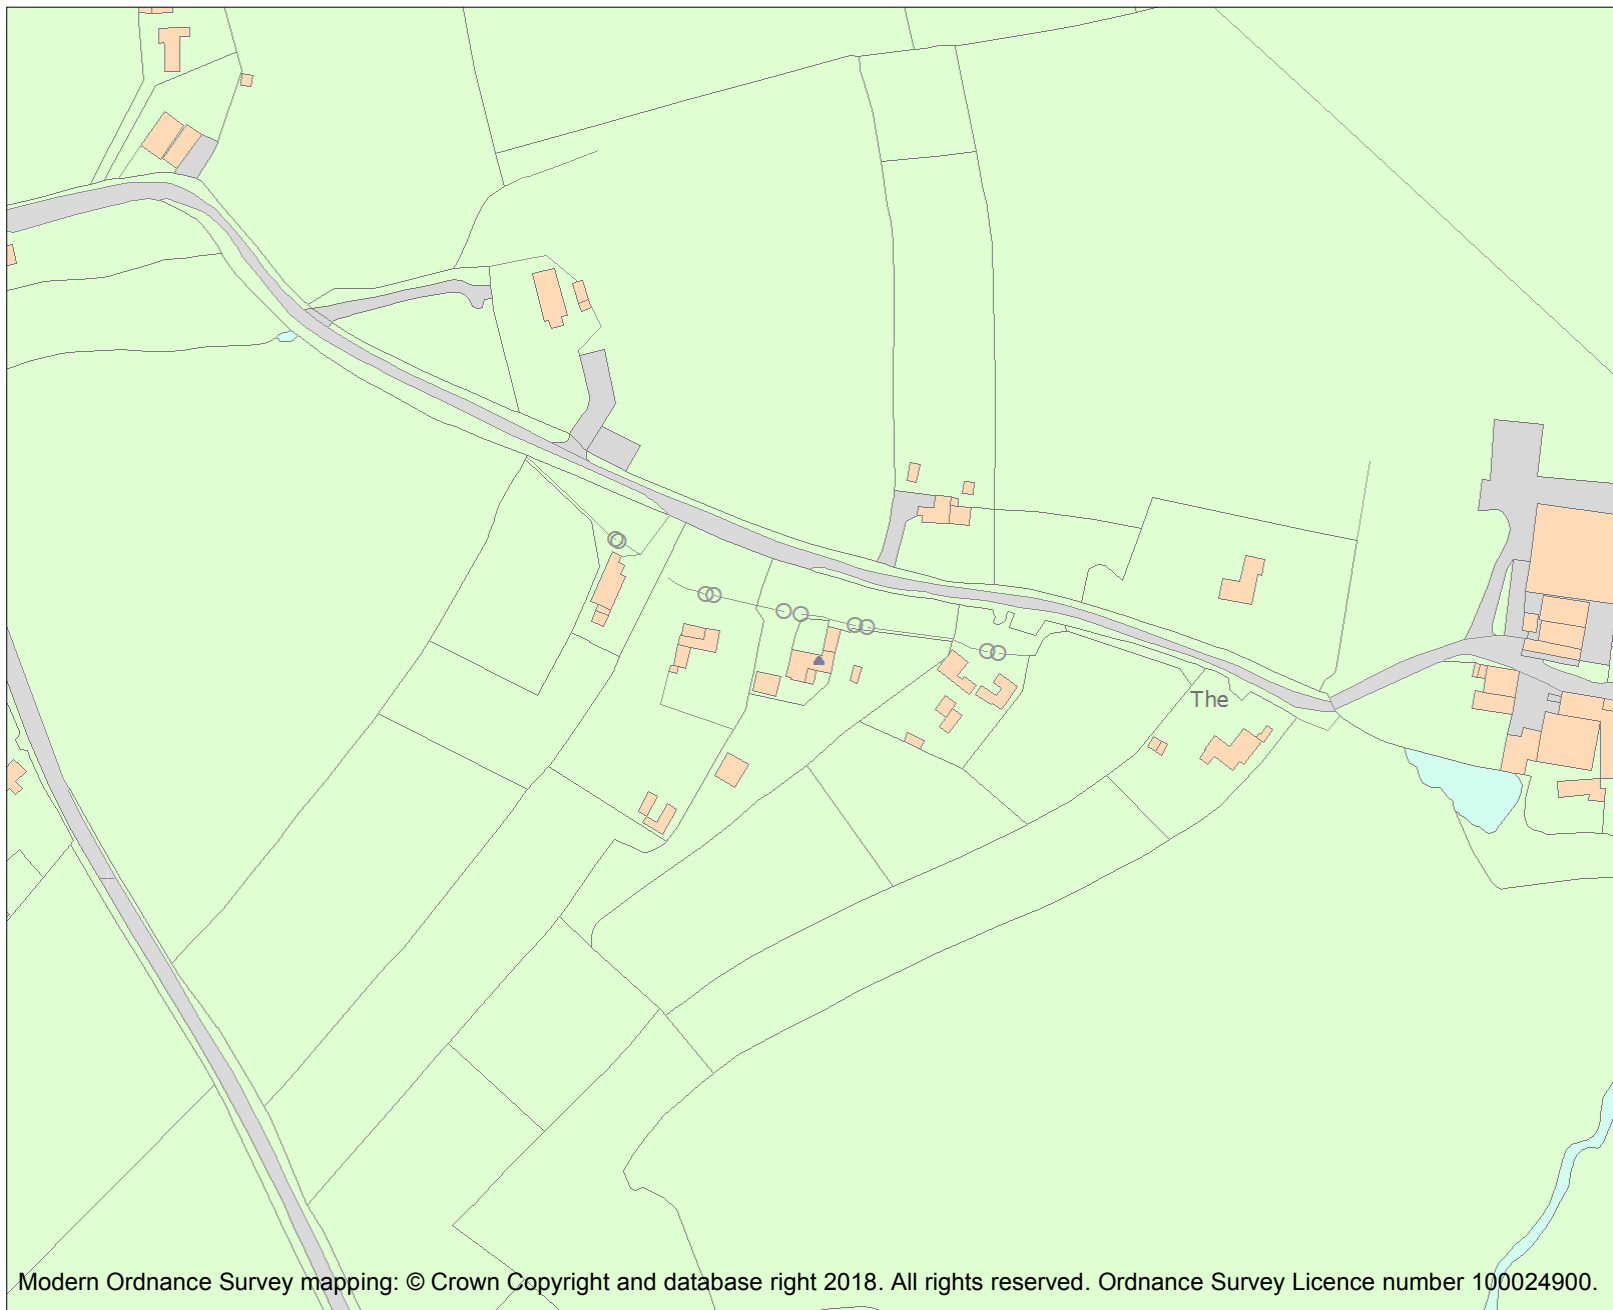 The
Modern Ordnance Survey mapping: © Crown Copyright and database right 2018. All rights reserved. Ordnance Survey Licence number 100024900.